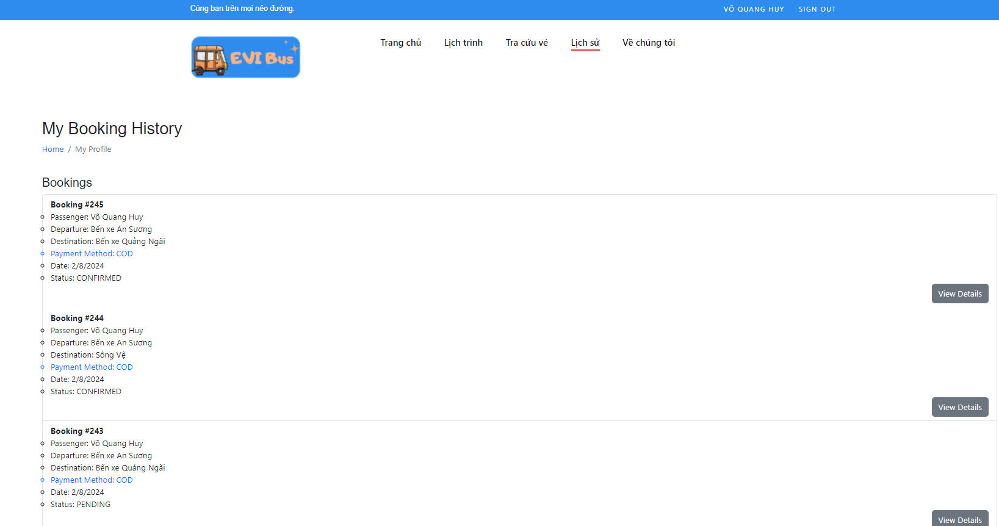 Cùng bạn trên mọi nẻo đường.
VÕ QUANG HUY SIGN OUT
EVI Bus
Trang chủ Lịch trình Tra cứu vé Lịch sử Về chúng tôi
My Booking History
Home / My Profile
Bookings
Booking #245
Passenger: Võ Quang Huy
Departure: Bến xe An Sương
Destination: Bến xe Quảng Ngãi
Payment Method: COD
Date: 2/8/2024
Status: CONFIRMED
View Details
Booking #244
Passenger: Võ Quang Huy
Departure: Bến xe An Sương
Destination: Sông Vệ
Payment Method: COD
Date: 2/8/2024
Status: CONFIRMED
View Details
Booking #243
Passenger: Võ Quang Huy
Departure: Bến xe An Sương
Destination: Bến xe Quảng Ngãi
Payment Method: COD
Date: 2/8/2024
Status: PENDING
View Details